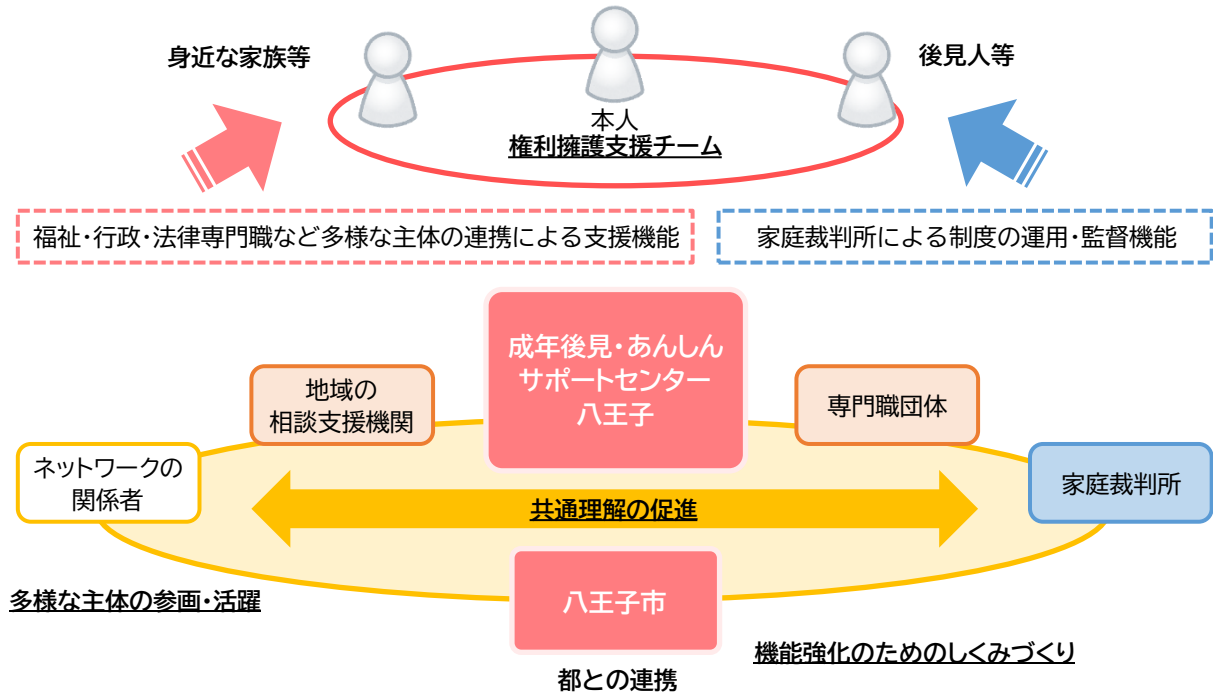 身近な家族等
後見人等
本人
権利擁護支援チーム
福祉・行政・法律専門職など多様な主体の連携による支援機能
家庭裁判所による制度の運用・監督機能
成年後見・あんしん
サポートセンター
八王子
地域の
相談支援機関
専門職団体
ネットワークの
関係者
家庭裁判所
共通理解の促進
多様な主体の参画・活躍
八王子市
機能強化のためのしくみづくり
都との連携